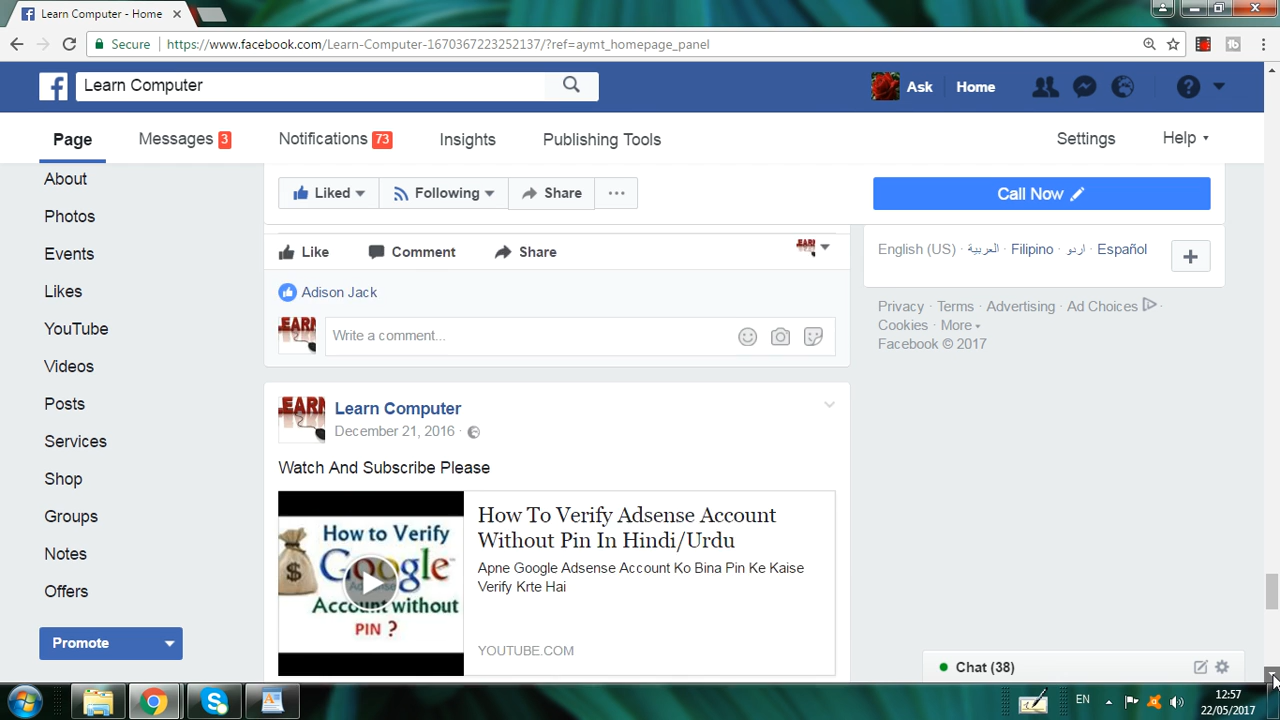 Learn Computer - Home
Secure https://www.facebook.com/Learn-Computer-1670367223252137/?ref=aymt_homepage_panel
Learn Computer
Ask Home
Page Messages 3 Notifications 73 Insights Publishing Tools Settings Help
About
Photos
Events
Likes
YouTube
Videos
Posts
Services
Shop
Groups
Notes
Offers
Promote
Liked Following Share
Call Now
Like Comment Share
Adison Jack
LEARN
Write a comment...
English (US) · العربية · Filipino · اردو · Español
Privacy · Terms · Advertising · Ad Choices ·
Cookies · More
Facebook © 2017
LEARN
Learn Computer
December 21, 2016 ·
Watch And Subscribe Please
How to Verify
Google
Account without
PIN ?
$
How To Verify Adsense Account
Without Pin In Hindi/Urdu
Apne Google Adsense Account Ko Bina Pin Ke Kaise
Verify Krte Hai
YOUTUBE.COM
Chat (38)
EN
12:57
22/05/2017